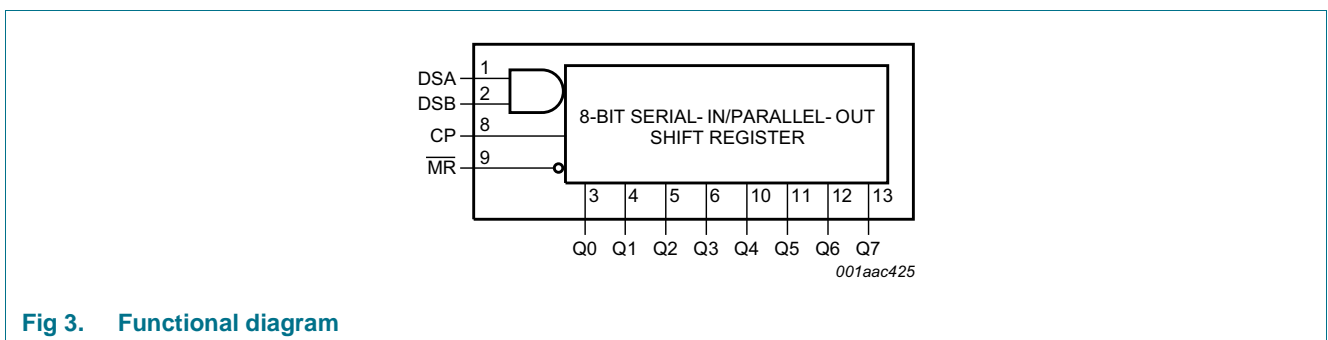 DSA 1
DSB 2
8-BIT SERIAL- IN/PARALLEL- OUT
SHIFT REGISTER
CP 8
MR 9
3 4 5 6 10 11 12 13
Q0 Q1 Q2 Q3 Q4 Q5 Q6 Q7
001aac425
Fig 3. Functional diagram